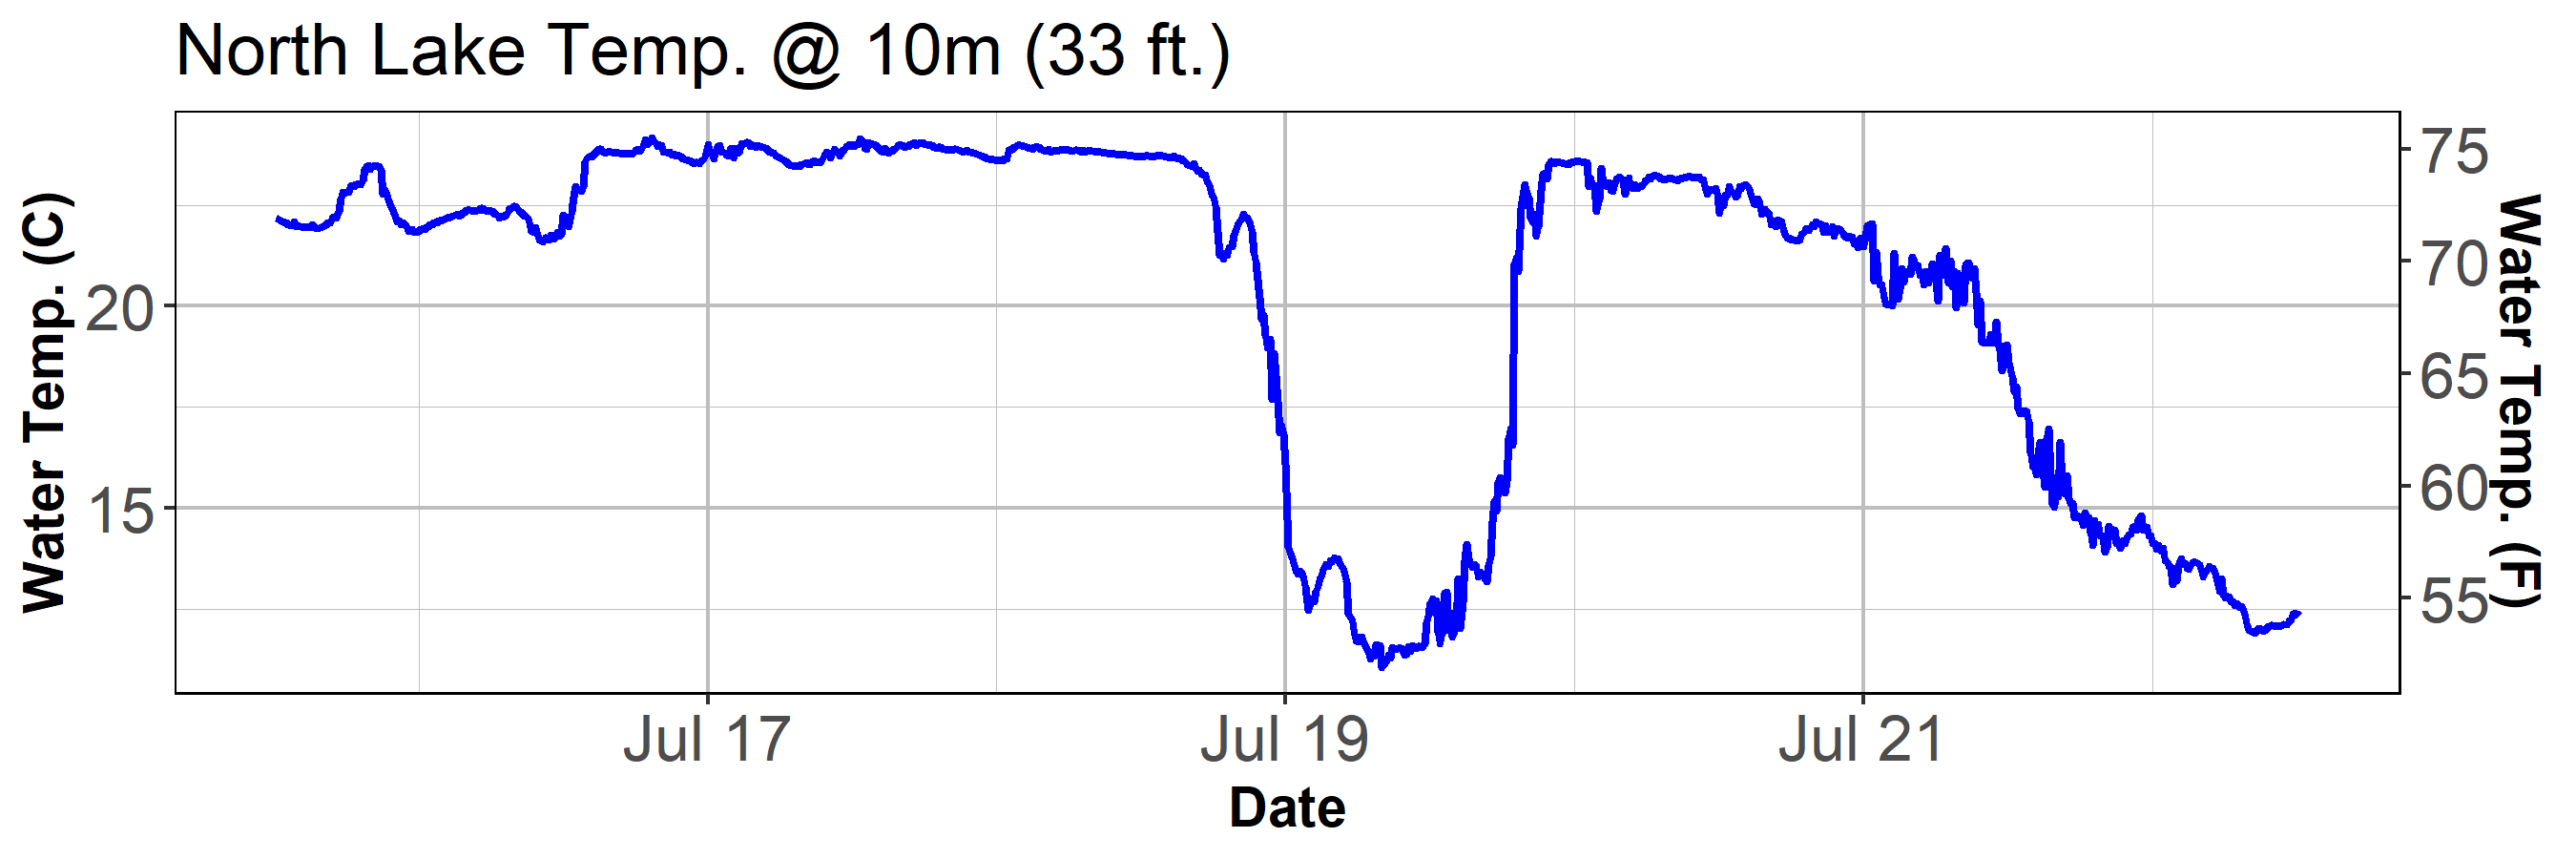 North Lake Temp. @ 10m (33 ft.)
Water Temp. (C)
20
15
75
70
65
60
55
Water Temp. (F)
Jul 17
Jul 19
Jul 21
Date